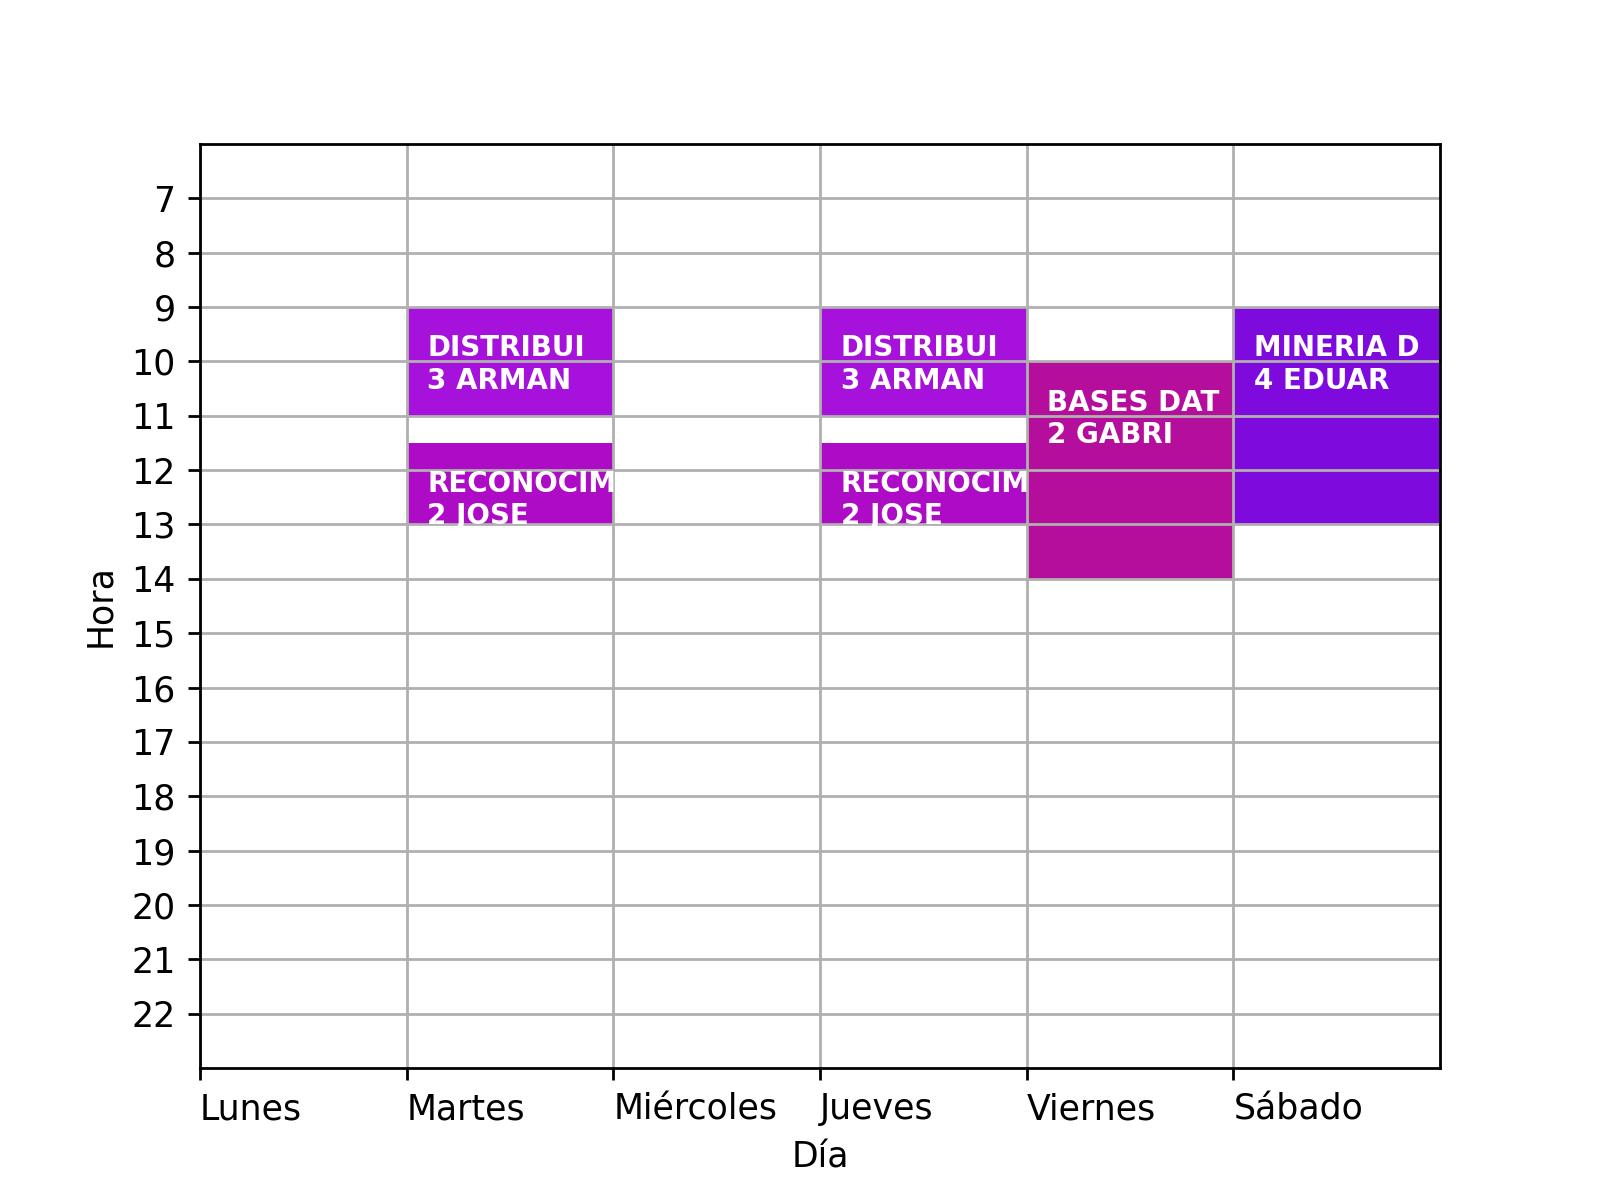 7
8
9
DISTRIBUI
3 ARMAN
DISTRIBUI
3 ARMAN
MINERIA D
4 EDUAR
10
BASES DAT
2 GABRI
11
12
RECONOCIM
2 JOSE
RECONOCIM
2 JOSE
13
14
Hora
15
16
17
18
19
20
21
22
Lunes Martes Miércoles Jueves Viernes Sábado
Día